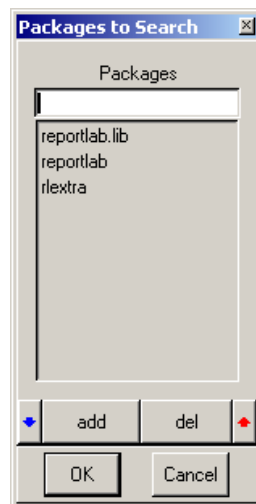 Packages to Search
Packages
reportlab.lib
reportlab
rlextra
add del
OK Cancel